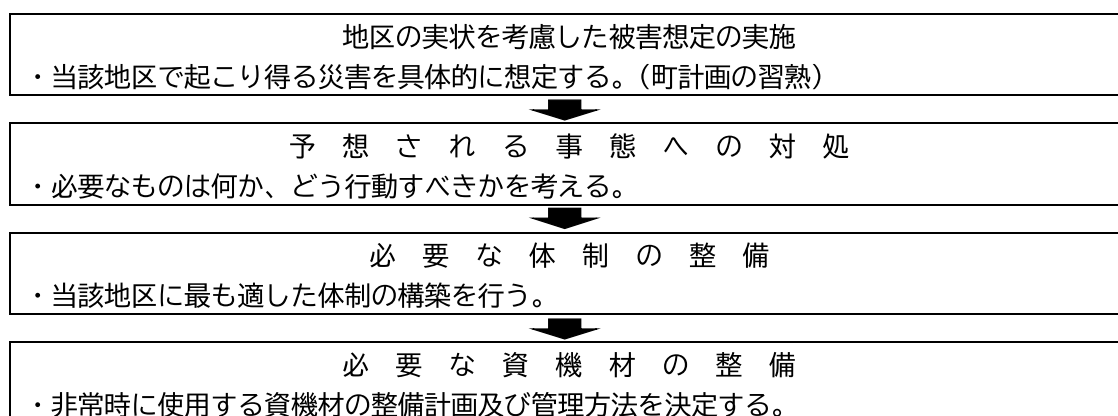 地区の実状を考慮した被害想定の実施
・当該地区で起こり得る災害を具体的に想定する。（町計画の習熟）
予想される事態への対処
・必要なものは何か、どう行動すべきかを考える。
必要な体制の整備
・当該地区に最も適した体制の構築を行う。
必要な資機材の整備
・非常時に使用する資機材の整備計画及び管理方法を決定する。